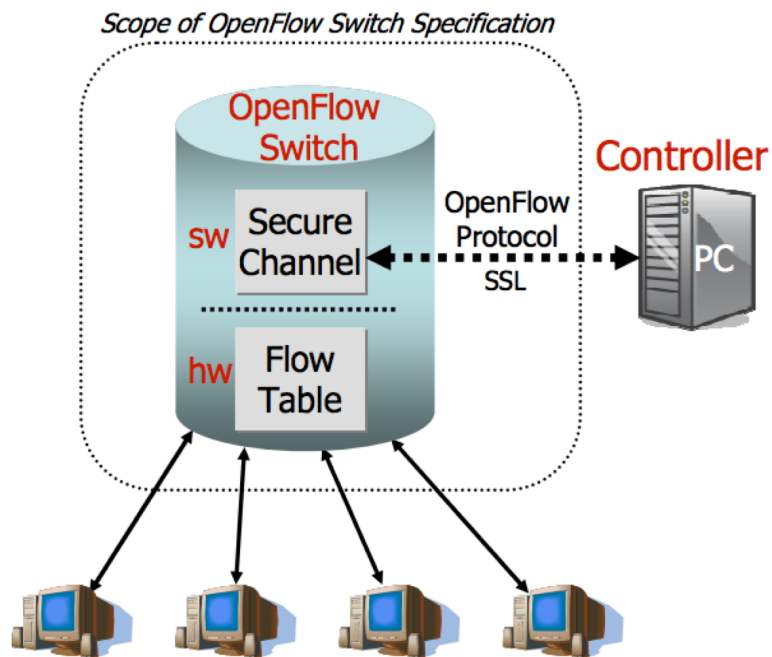 Scope of OpenFlow Switch Specification
OpenFlow
Switch
Controller
sw
Secure
Channel
OpenFlow
Protocol
SSL
PC
hw
Flow
Table